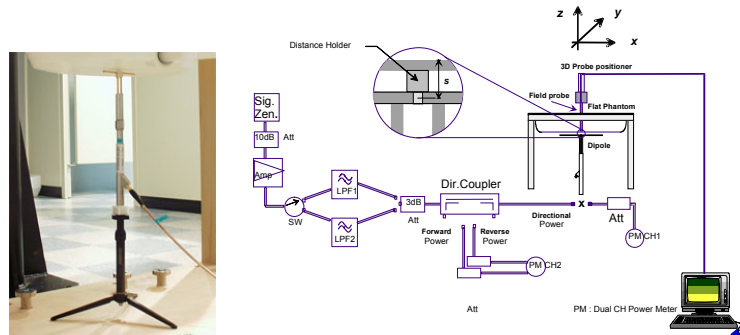 z
y
x
Distance Holder
s
3D Probe positioner
Field probe
Flat Phantom
Sig.
Zen.
10dB
Att
Dipole
Amp
LPF1
Dir.Coupler
3dB
SW
Att
LPF2
Forward
Power
Reverse
Power
Directional
Power
x
Att
PM CH1
PM CH2
Att
PM : Dual CH Power Meter